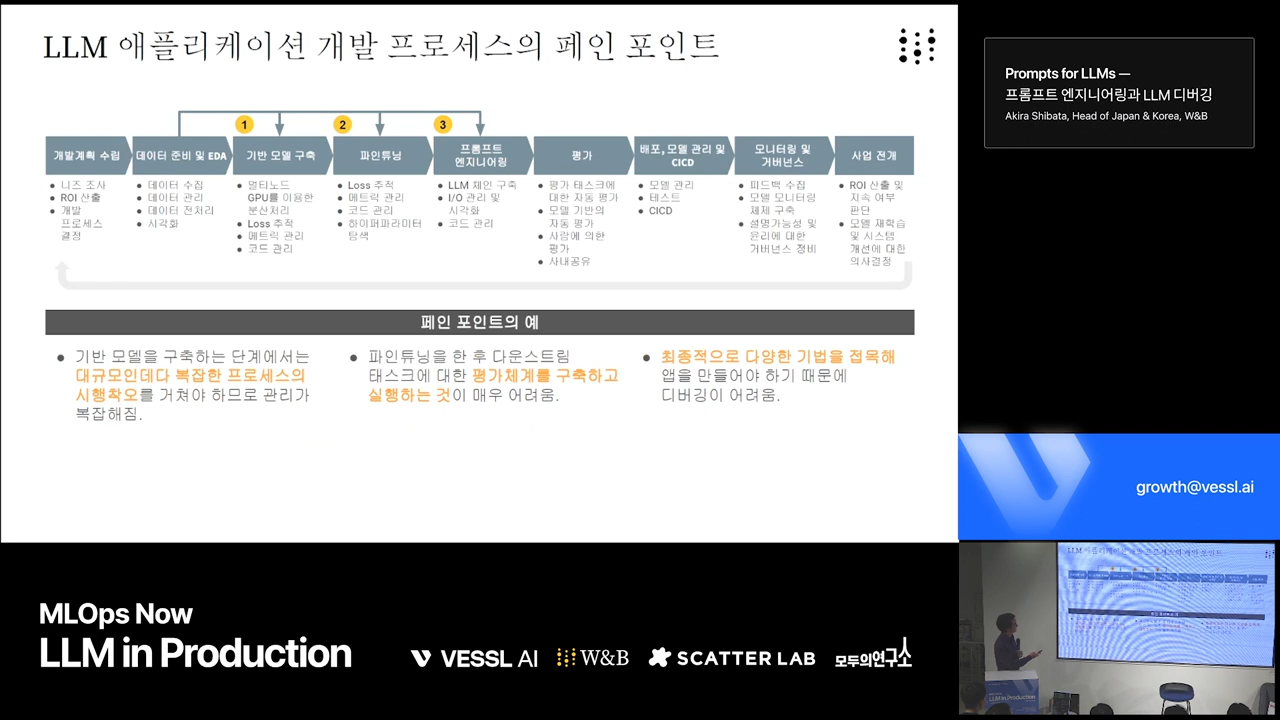 LLM 애플리케이션 개발 프로세스의 페인 포인트
1
2
3
개발계획 수립
데이터 준비 및 EDA
기반 모델 구축
파인튜닝
프롬프트
엔지니어링
평가
배포, 모델 관리 및
CICD
모니터링 및
거버넌스
사업 전개
● 니즈 조사
● ROI 산출
● 개발
프로세스
결정
● 데이터 수집
● 데이터 관리
● 데이터 전처리
● 시각화
● 멀티노드
GPU를 이용한
분산처리
● Loss 추적
● 메트릭 관리
● 코드 관리
● Loss 추적
● 메트릭 관리
● 코드 관리
● 하이퍼파라미터
탐색
● LLM 체인 구축
● I/O 관리 및
시각화
● 코드 관리
● 평가 태스크에
대한 자동 평가
● 모델 기반의
자동 평가
● 사람에 의한
평가
● 사내공유
● 모델 관리
● 테스트
● CICD
● 피드백 수집
● 모델 모니터링
체제 구축
● 설명가능성 및
윤리에 대한
거버넌스 정비
● ROI 산출 및
지속 여부
판단
● 모델 재학습
및 시스템
개선에 대한
의사결정
페인 포인트의 예
● 기반 모델을 구축하는 단계에서는
대규모인데다 복잡한 프로세스의
시행착오를 거쳐야 하므로 관리가
복잡해짐.
● 파인튜닝을 한 후 다운스트림
태스크에 대한 평가체계를 구축하고
실행하는 것이 매우 어려움.
● 최종적으로 다양한 기법을 접목해
앱을 만들어야 하기 때문에
디버깅이 어려움.
Prompts for LLMs —
프롬프트 엔지니어링과 LLM 디버깅
Akira Shibata, Head of Japan & Korea, W&B
growth@vessl.ai
MLOps Now
LLM in Production
VESSL AI
W&B
SCATTER LAB
모두의연구소
LLM 애플리케이션 개발 프로세스의 페인 포인트
LLM in Production